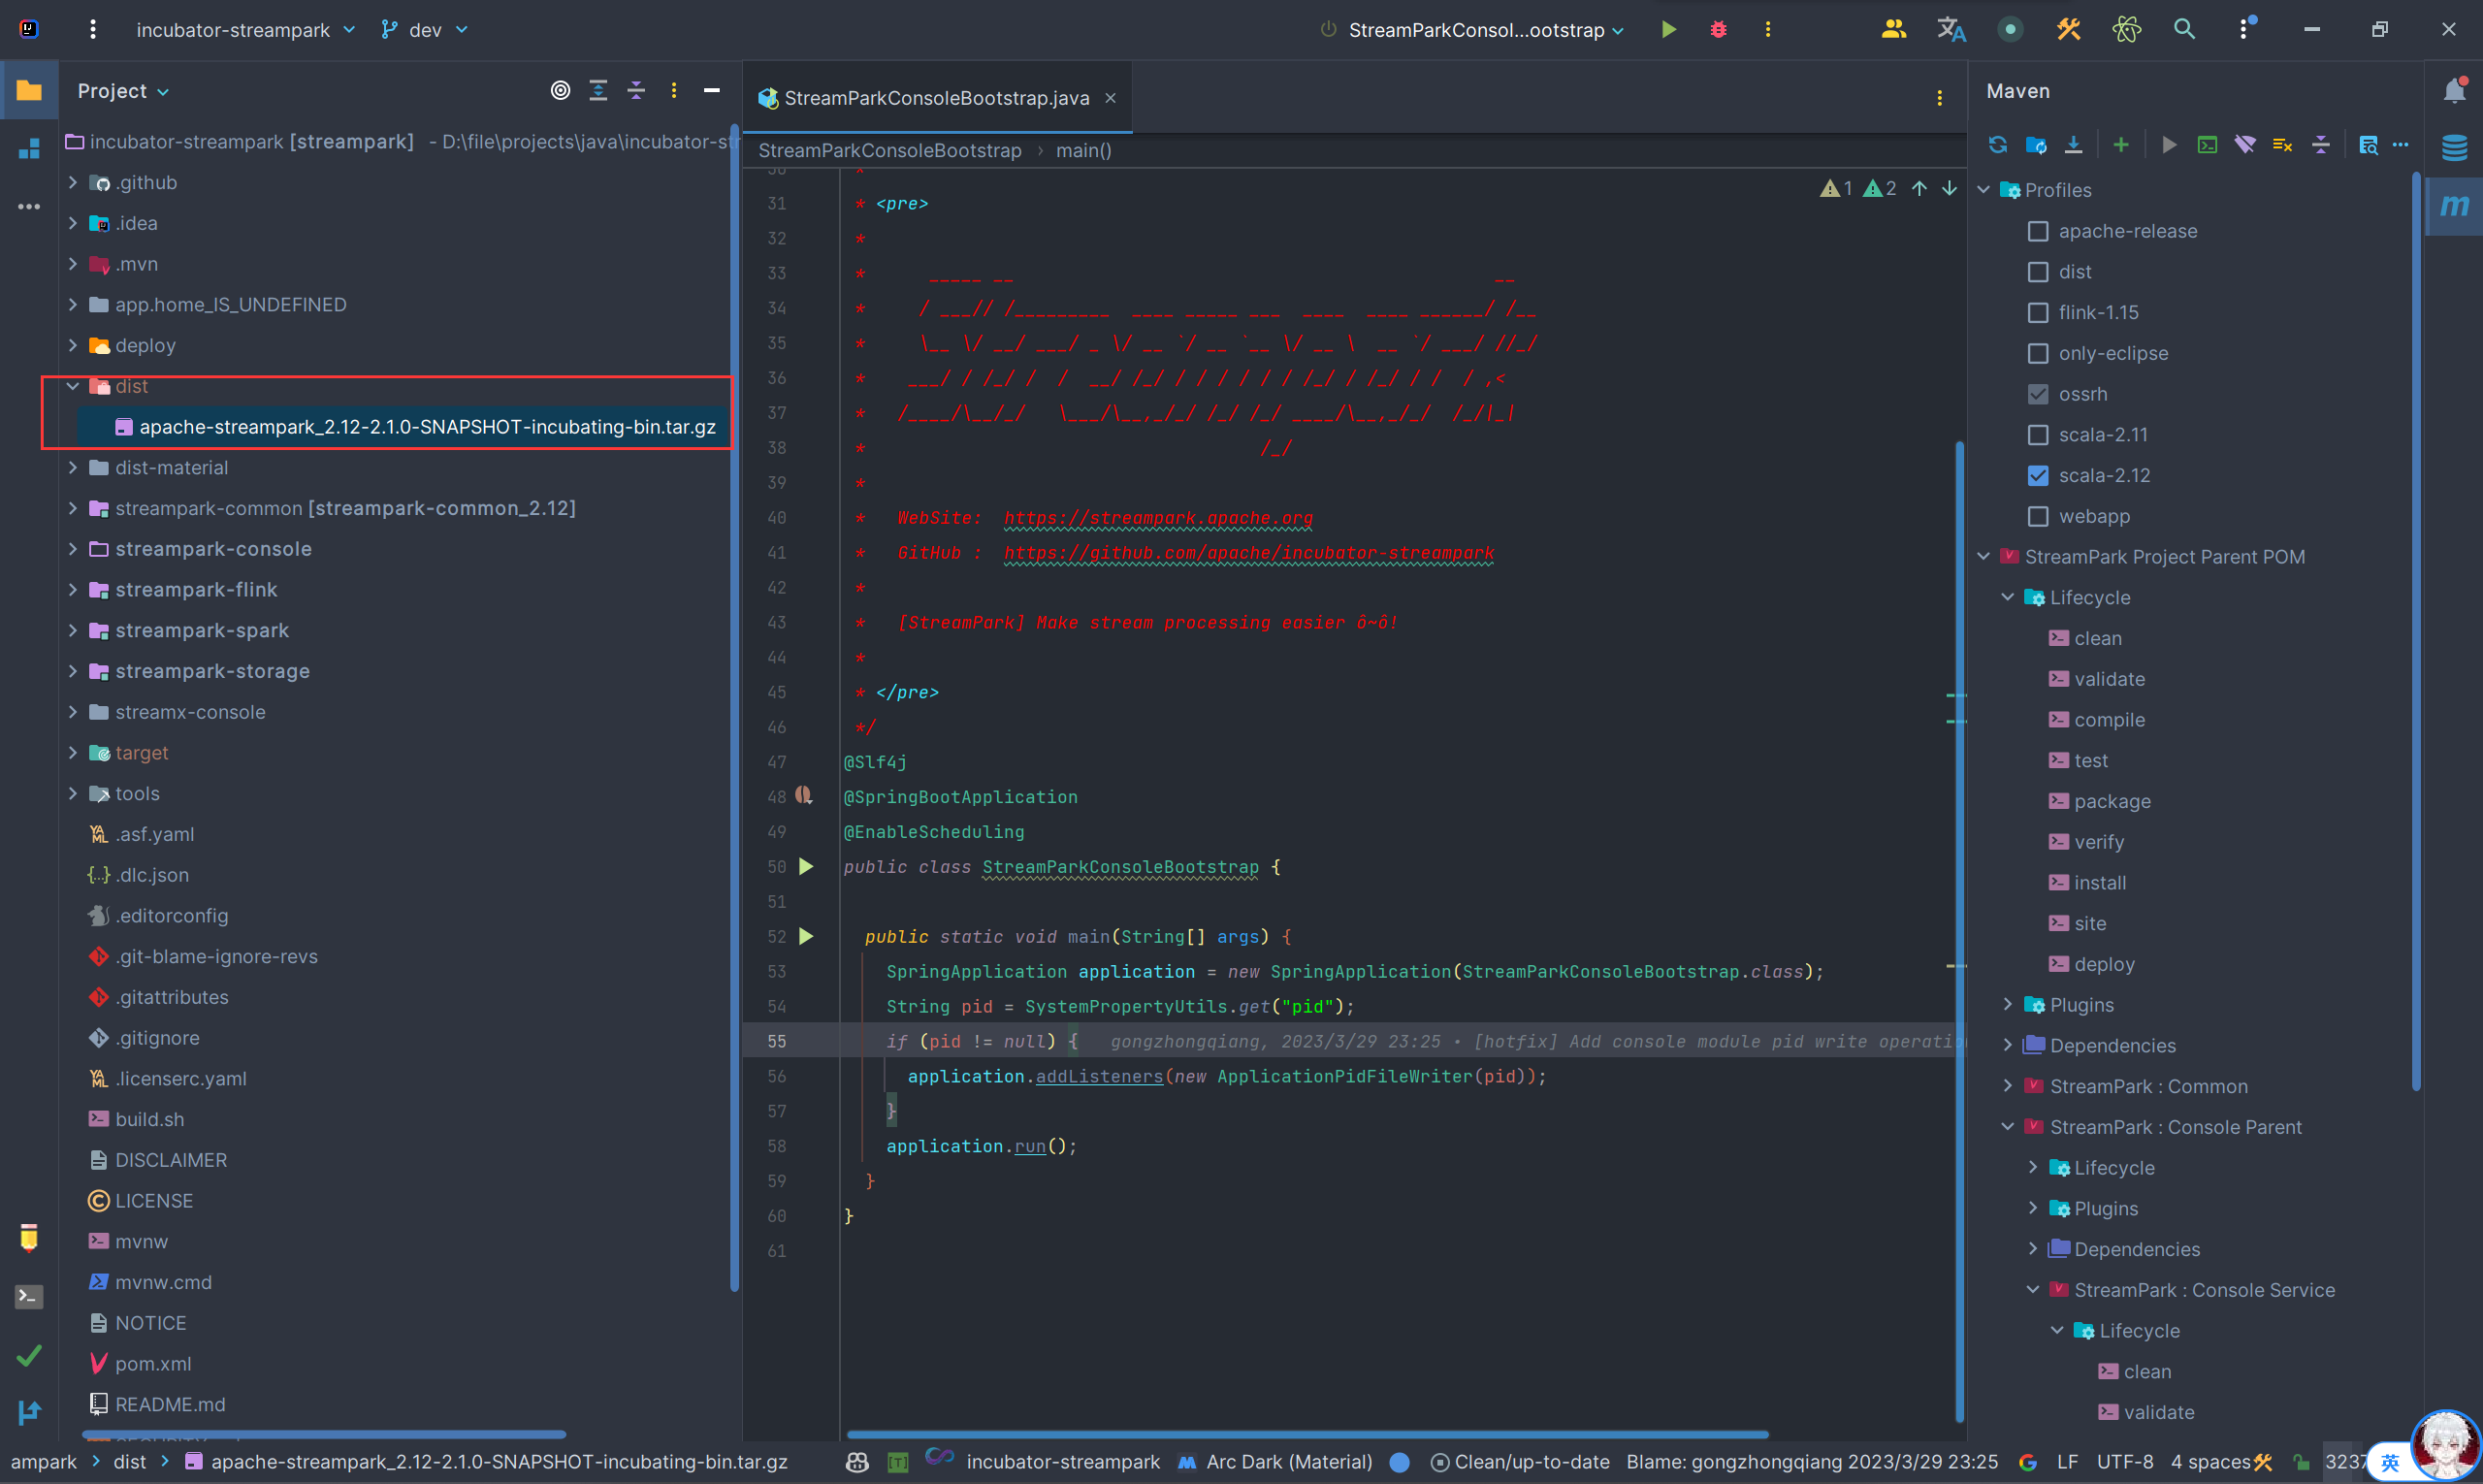 incubator-streampark
dev
StreamParkConsol...ootstrap
Project
incubator-streampark [streampark] - D:\file\projects\java\incubator-str
.github
.idea
.mvn
app.home_IS_UNDEFINED
deploy
dist
apache-streampark_2.12-2.1.0-SNAPSHOT-incubating-bin.tar.gz
dist-material
streampark-common [streampark-common_2.12]
streampark-console
streampark-flink
streampark-spark
streampark-storage
streamx-console
target
tools
.asf.yaml
.dlc.json
.editorconfig
.git-blame-ignore-revs
.gitattributes
.gitignore
.licenserc.yaml
build.sh
DISCLAIMER
LICENSE
mvnw
mvnw.cmd
NOTICE
pom.xml
README.md
StreamParkConsoleBootstrap.java
StreamParkConsoleBootstrap › main()
1 2
31 * <pre>
32 *
33 * _____ __ __
34 * / ___// /_________ ____ _____ ___ ____ ____ ______/ /__
35 * \__ \/ __/ ___/ _ \/ __ `/ __ `__ \/ __ \ __ `/ ___/ //_/
36 * ___/ / /_/ / / __/ /_/ / / / / / / /_/ / /_/ / / / ,<
37 * /____/\__/_/ \___/\__,_/_/ /_/ /_/ ____/\__,_/_/ /_/|_|
38 * /_/
39 *
40 * WebSite: https://streampark.apache.org
41 * GitHub : https://github.com/apache/incubator-streampark
42 *
43 * [StreamPark] Make stream processing easier ô~ô!
44 *
45 * </pre>
46 */
47 @Slf4j
48 @SpringBootApplication
49 @EnableScheduling
50 public class StreamParkConsoleBootstrap {
51
52 public static void main(String[] args) {
53 SpringApplication application = new SpringApplication(StreamParkConsoleBootstrap.class);
54 String pid = SystemPropertyUtils.get("pid");
55 if (pid != null) { gongzhongqiang, 2023/3/29 23:25 • [hotfix] Add console module pid write operatio
56 application.addListeners(new ApplicationPidFileWriter(pid));
57 }
58 application.run();
59 }
60 }
61
Maven
Profiles
apache-release
dist
flink-1.15
only-eclipse
ossrh
scala-2.11
scala-2.12
webapp
StreamPark Project Parent POM
Lifecycle
clean
validate
compile
test
package
verify
install
site
deploy
Plugins
Dependencies
StreamPark : Common
StreamPark : Console Parent
Lifecycle
Plugins
Dependencies
StreamPark : Console Service
Lifecycle
clean
validate
m
ampark › dist › apache-streampark_2.12-2.1.0-SNAPSHOT-incubating-bin.tar.gz
incubator-streampark
Arc Dark (Material)
Clean/up-to-date
Blame: gongzhongqiang 2023/3/29 23:25
LF
UTF-8
4 spaces
3237
英